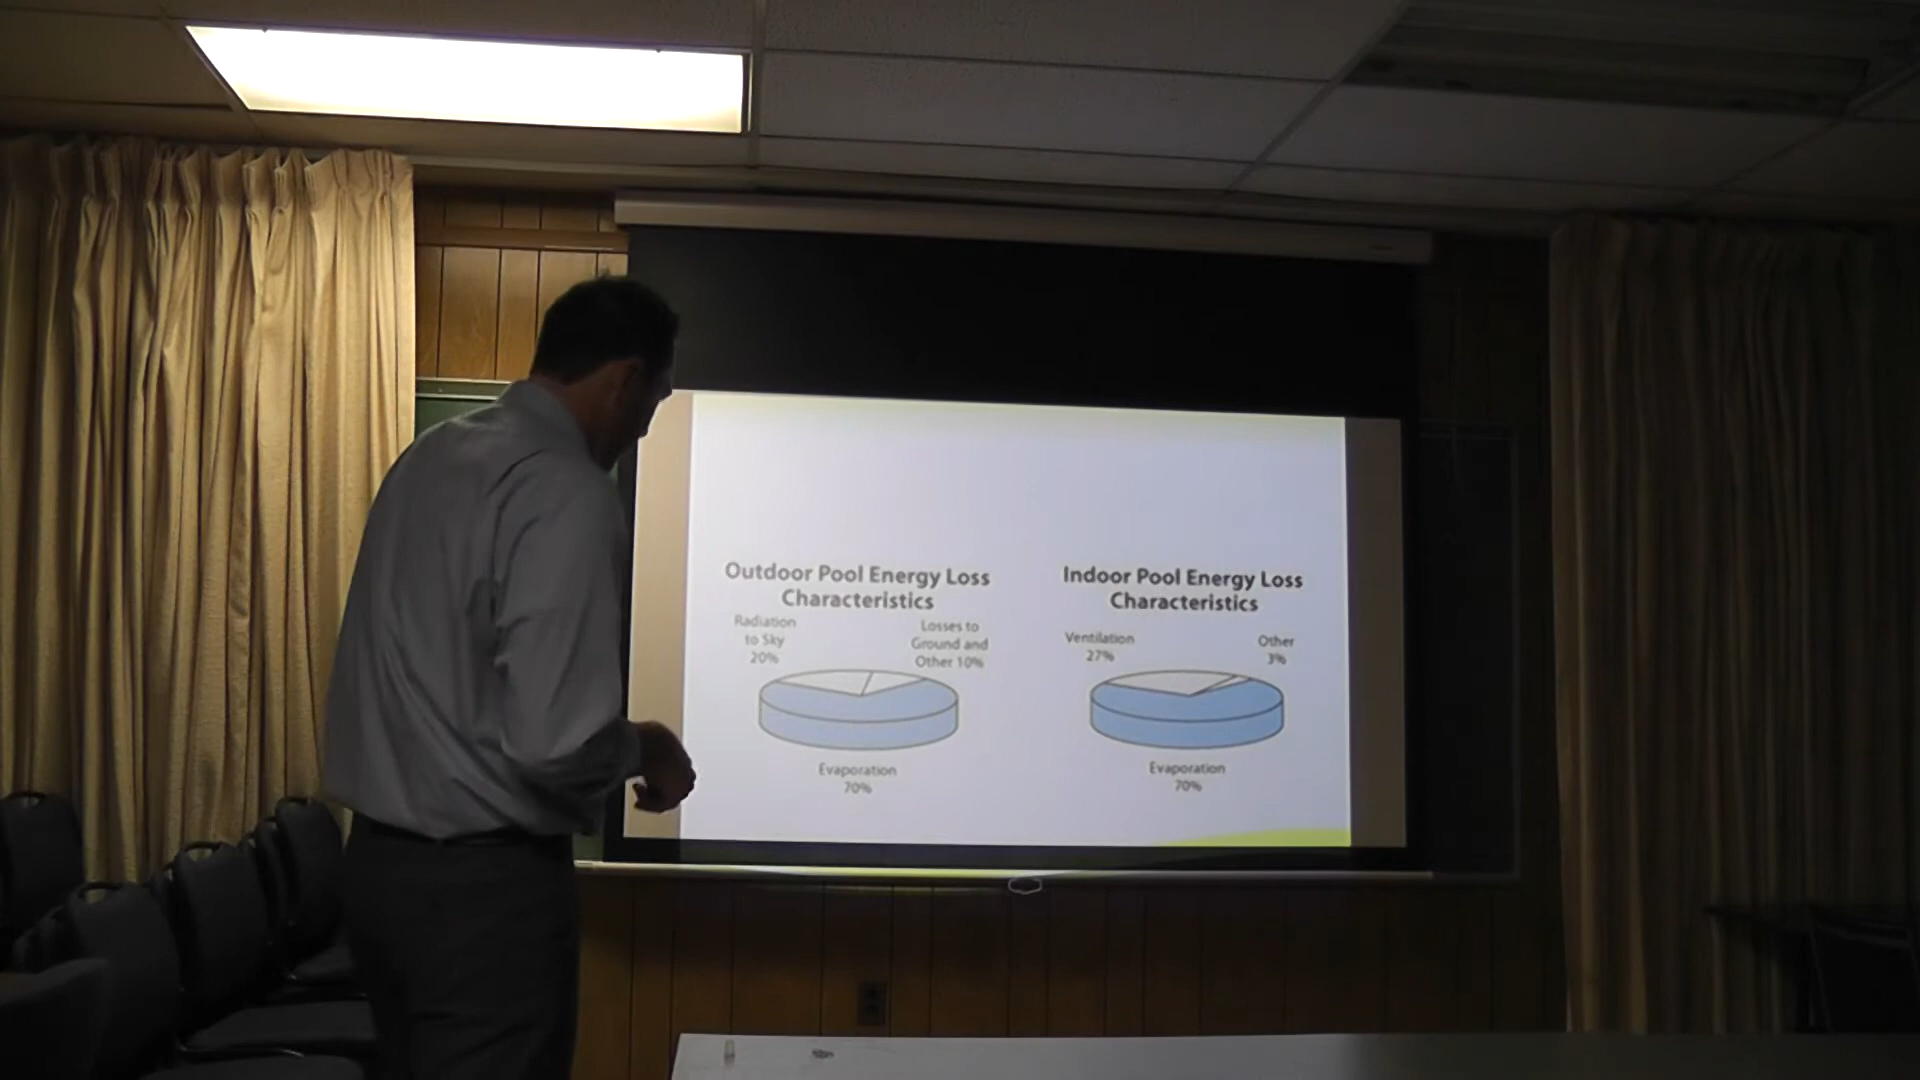 Outdoor Pool Energy Loss
Characteristics
Radiation
to Sky
20%
Losses to
Ground and
Other 10%
Evaporation
70%
Indoor Pool Energy Loss
Characteristics
Ventilation
27%
Other
3%
Evaporation
70%